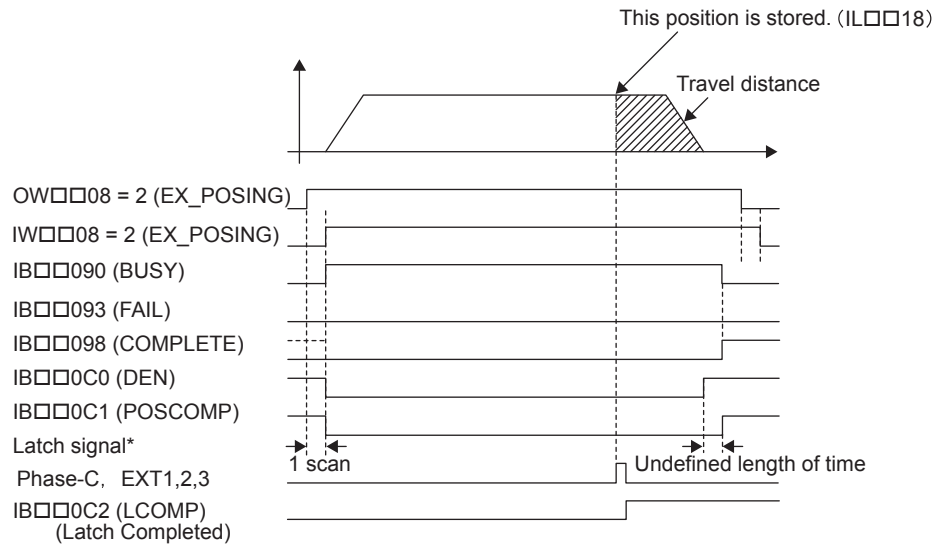 This position is stored. (IL□□18)
Travel distance
OW□□08 = 2 (EX_POSING)
IW□□08 = 2 (EX_POSING)
IB□□090 (BUSY)
IB□□093 (FAIL)
IB□□098 (COMPLETE)
IB□□0C0 (DEN)
IB□□0C1 (POSCOMP)
Latch signal*
1 scan
Undefined length of time
Phase-C, EXT1,2,3
IB□□0C2 (LCOMP)
(Latch Completed)